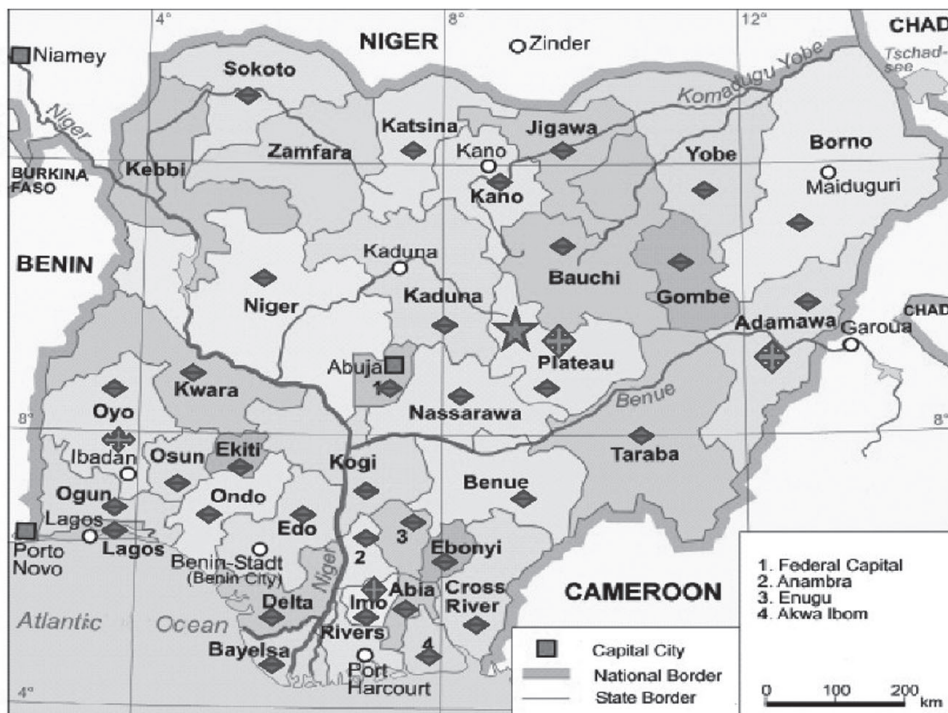 4°
8°
12°
CHAD
Niamey
NIGER
Zinder
Tschad-
see
Sokoto
Komadugu Yobe
Niger
Katsina
Jigawa
Kano
Zamfara
Yobe
Borno
Kebbi
BURKINA
FASO
Kano
Maiduguri
Kaduna
BENIN
Bauchi
Niger
Kaduna
Gombe
CHAD
Adamawa
Garoua
Abuja
Plateau
1
Kwara
Benue
Nassarawa
Oyo
8°
Ibadan
Osun
Ekiti
Kogi
Taraba
Benue
Ogun
Ondo
Lagos
Edo
3
Porto
Novo
Lagos
2
Ebonyi
Benin-Stadt
(Benin City)
Niger
Abia
Cross
River
CAMEROON
Imo
Delta
Atlantic
Ocean
Rivers
4
Bayelsa
Port
Harcourt
4°
1. Federal Capital
2. Anambra
3. Enugu
4. Akwa Ibom
Capital City
National Border
State Border
0 100 200
km